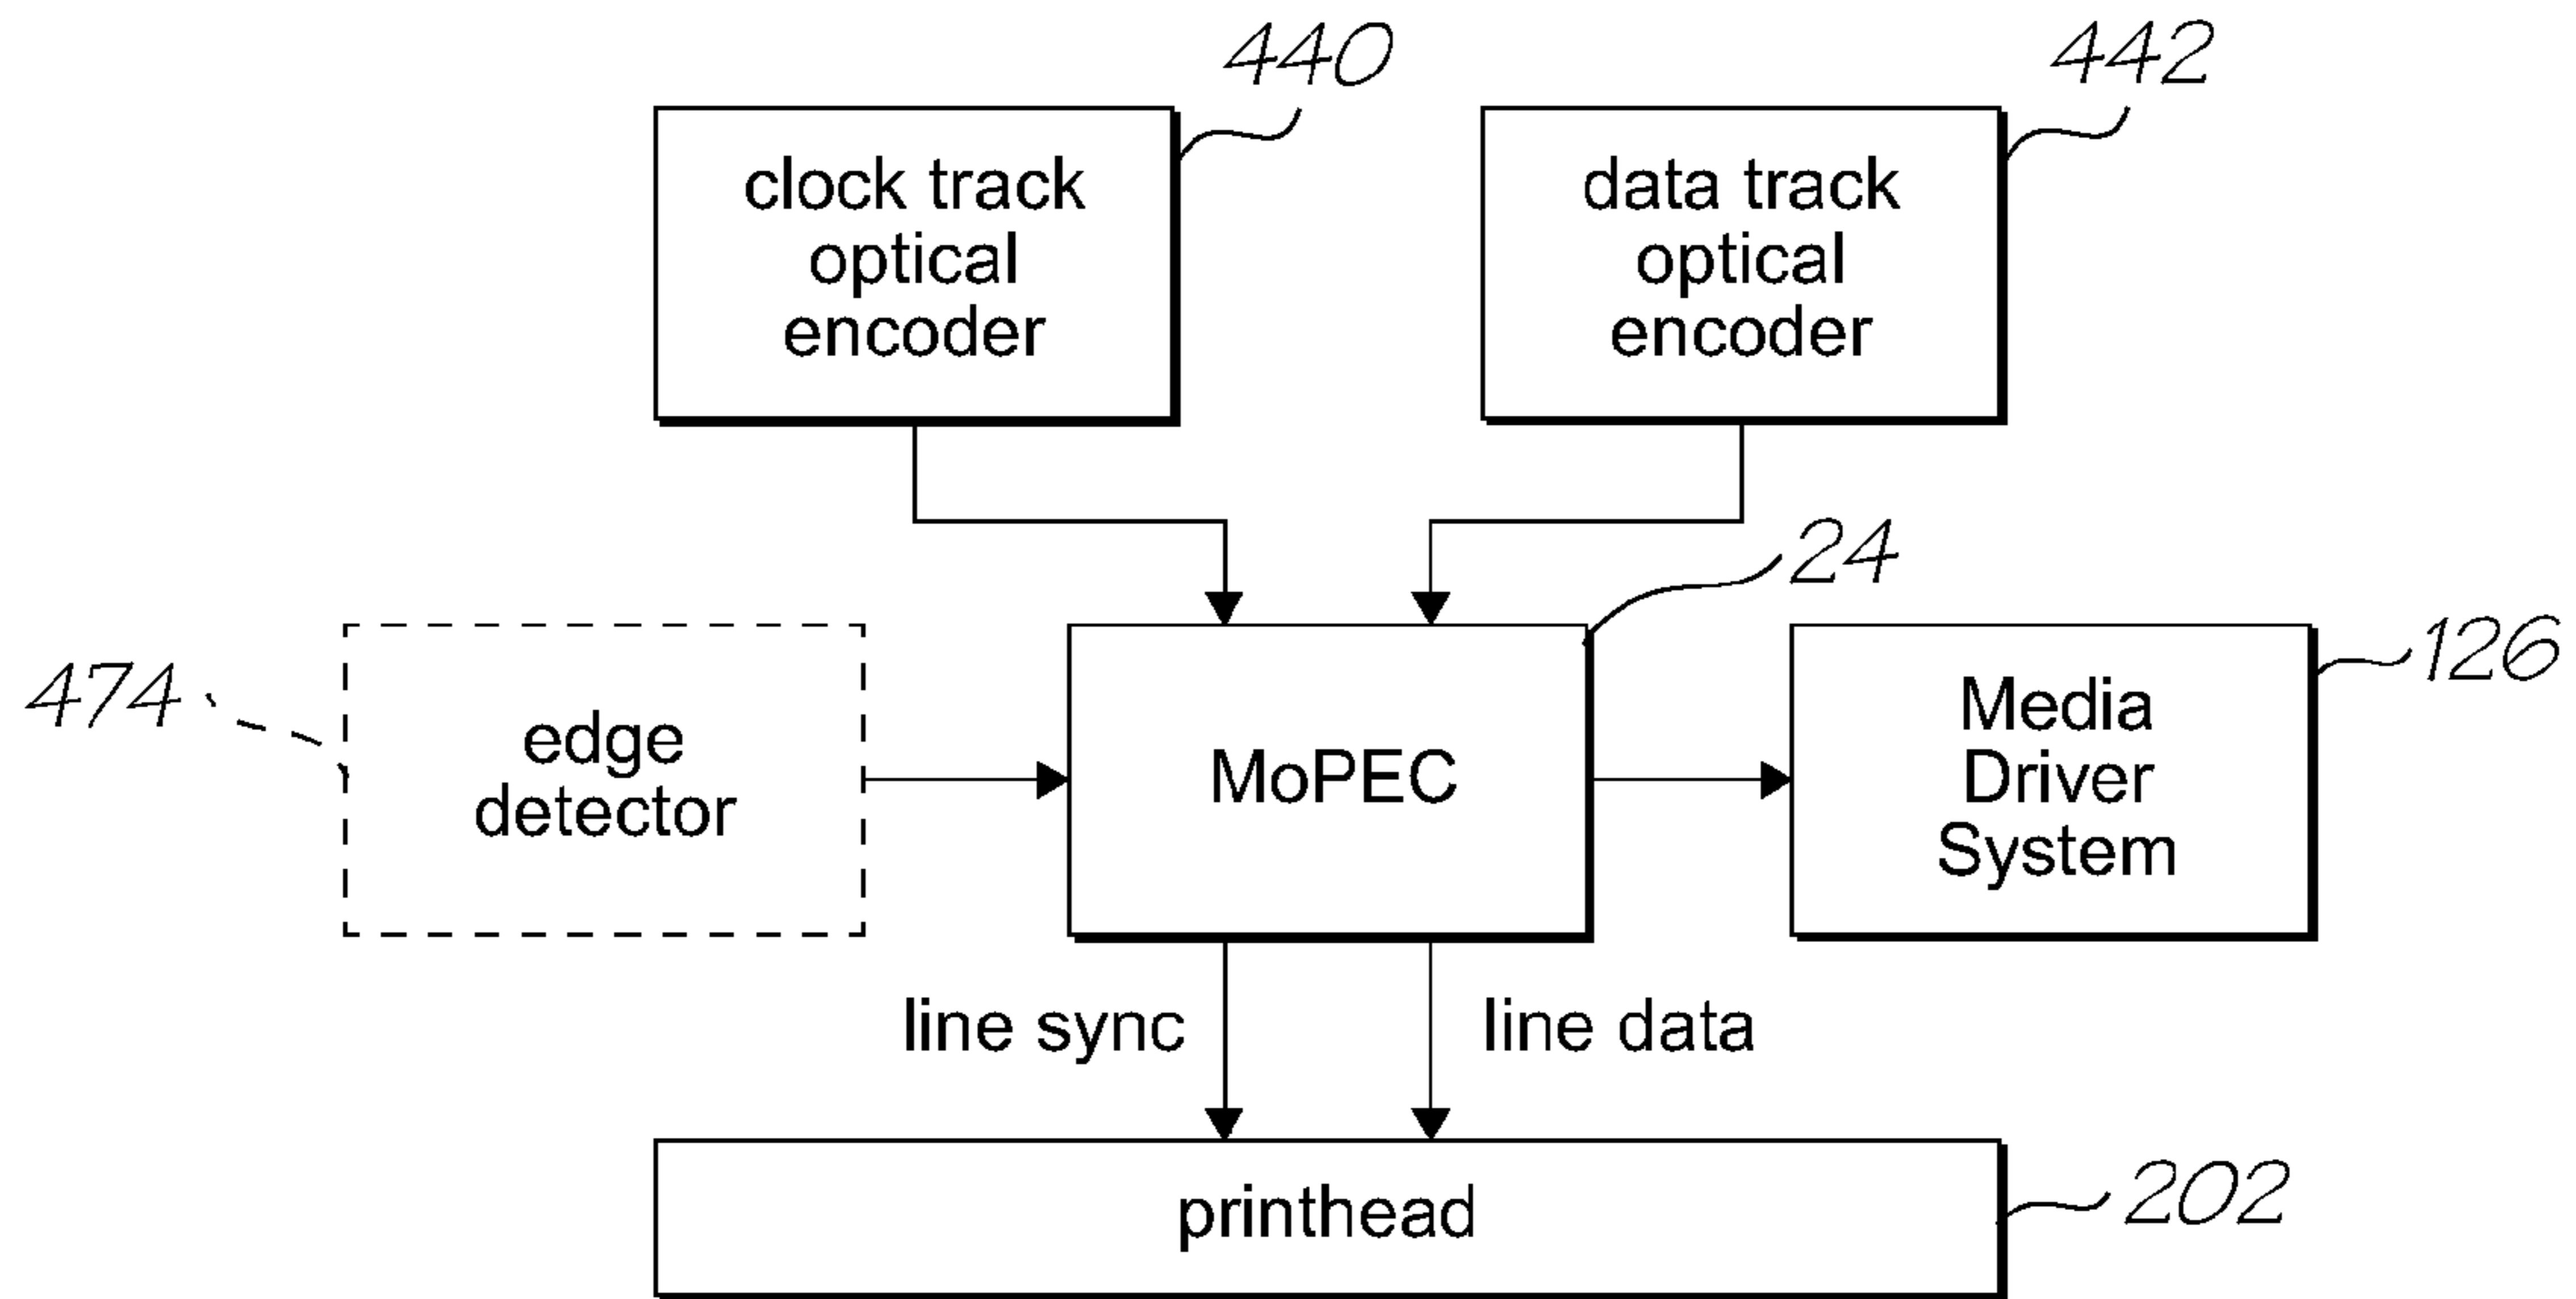 440
442
clock track
optical
encoder
data track
optical
encoder
24
126
474
edge
detector
MoPEC
Media
Driver
System
line sync
line data
printhead
202